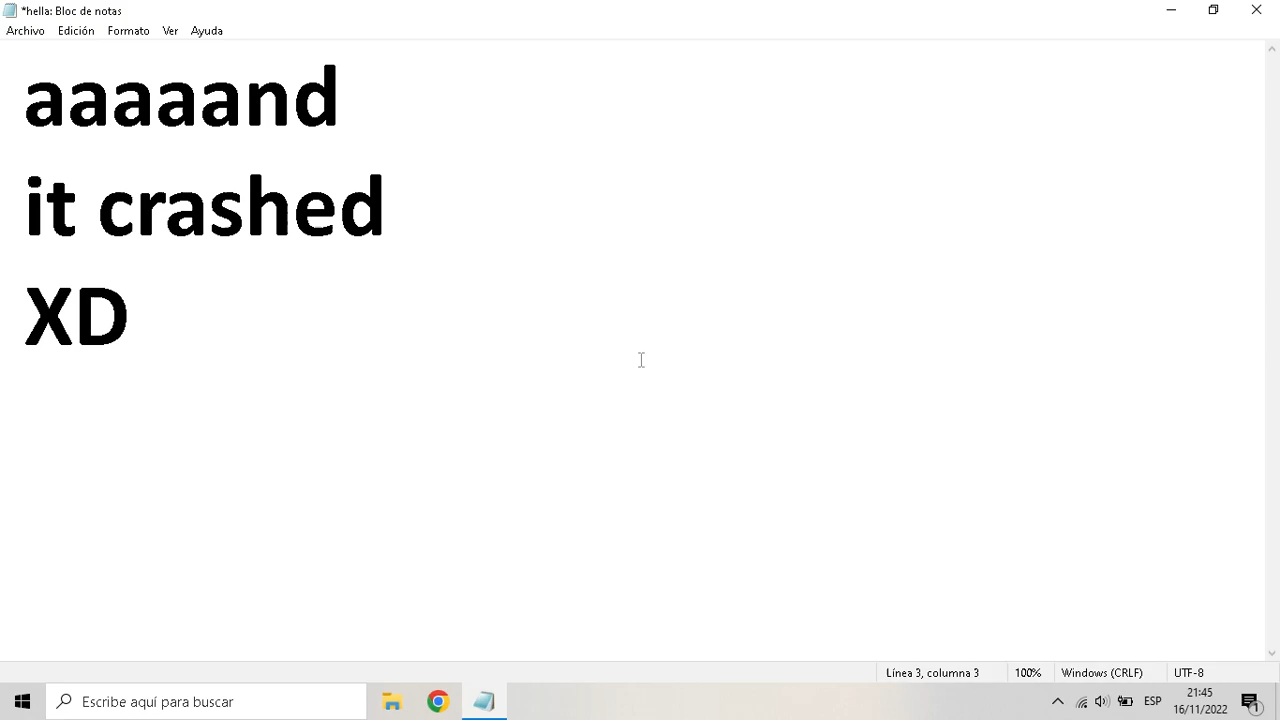 *hella: Bloc de notas
Archivo Edición Formato Ver Ayuda
aaaaand
it crashed
XD
Línea 3, columna 3 100% Windows (CRLF) UTF-8
Escribe aquí para buscar
ESP
21:45
16/11/2022
1